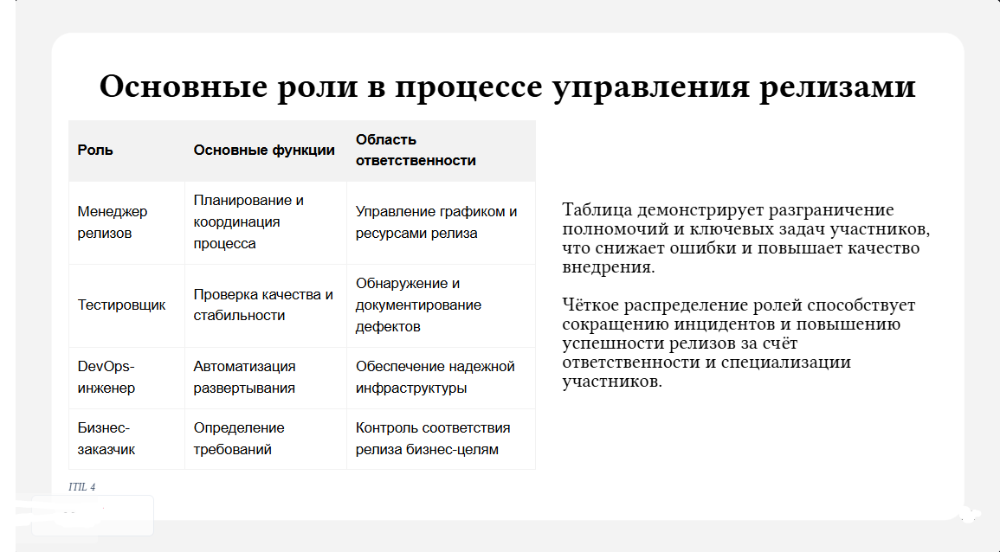 Основные роли в процессе управления релизами
Роль
Основные функции
Область
ответственности
Менеджер
релизов
Планирование и
координация
процесса
Управление графиком и
ресурсами релиза
Тестировщик
Проверка качества и
стабильности
Обнаружение и
документирование
дефектов
DevOps-
инженер
Автоматизация
развертывания
Обеспечение надежной
инфраструктуры
Бизнес-
заказчик
Определение
требований
Контроль соответствия
релиза бизнес-целям
ITIL 4
Таблица демонстрирует разграничение
полномочий и ключевых задач участников,
что снижает ошибки и повышает качество
внедрения.
Чёткое распределение ролей способствует
сокращению инцидентов и повышению
успешности релизов за счёт
ответственности и специализации
участников.